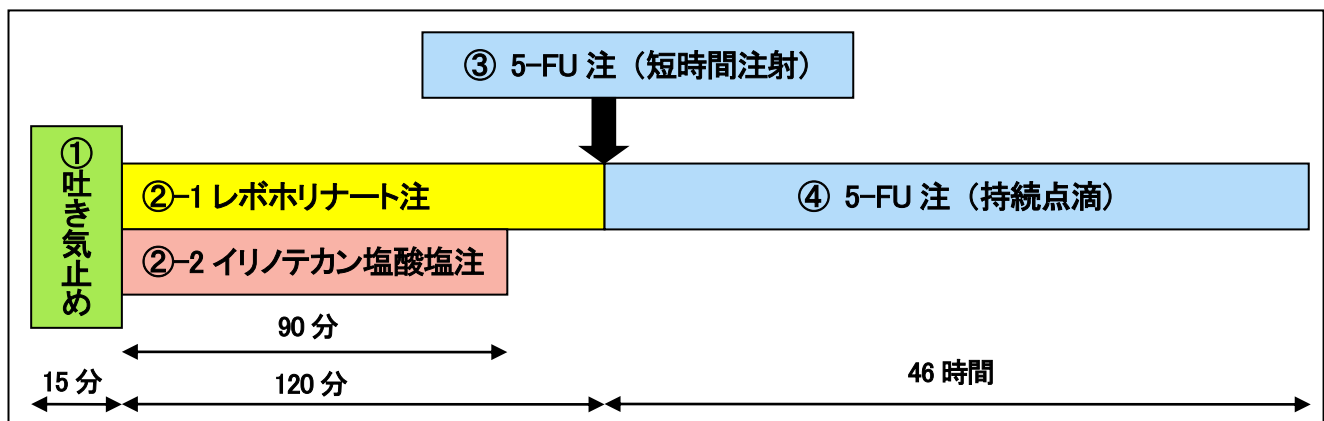 ③ 5-FU 注（短時間注射）
①吐き気止め
②-1 レボホリナート注
④ 5-FU 注（持続点滴）
②-2 イリノテカン塩酸塩注
90 分
15 分
120 分
46 時間